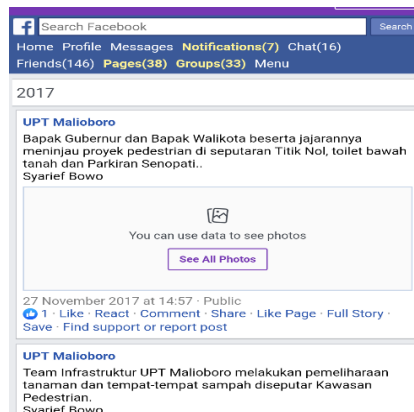 f Search Facebook Search
Home Profile Messages Notifications(7) Chat(16)
Friends(146) Pages(38) Groups(33) Menu
2017
UPT Malioboro
Bapak Gubernur dan Bapak Walikota beserta jajarannya
meninjau proyek pedestrian di seputaran Titik Nol, toilet bawah
tanah dan Parkiran Senopati..
Syarief Bowo
You can use data to see photos
See All Photos
27 November 2017 at 14:57 · Public
1 · Like · React · Comment · Share · Like Page · Full Story ·
Save · Find support or report post
UPT Malioboro
Team Infrastruktur UPT Malioboro melakukan pemeliharaan
tanaman dan tempat-tempat sampah diseputar Kawasan
Pedestrian.
Syarief Bowo